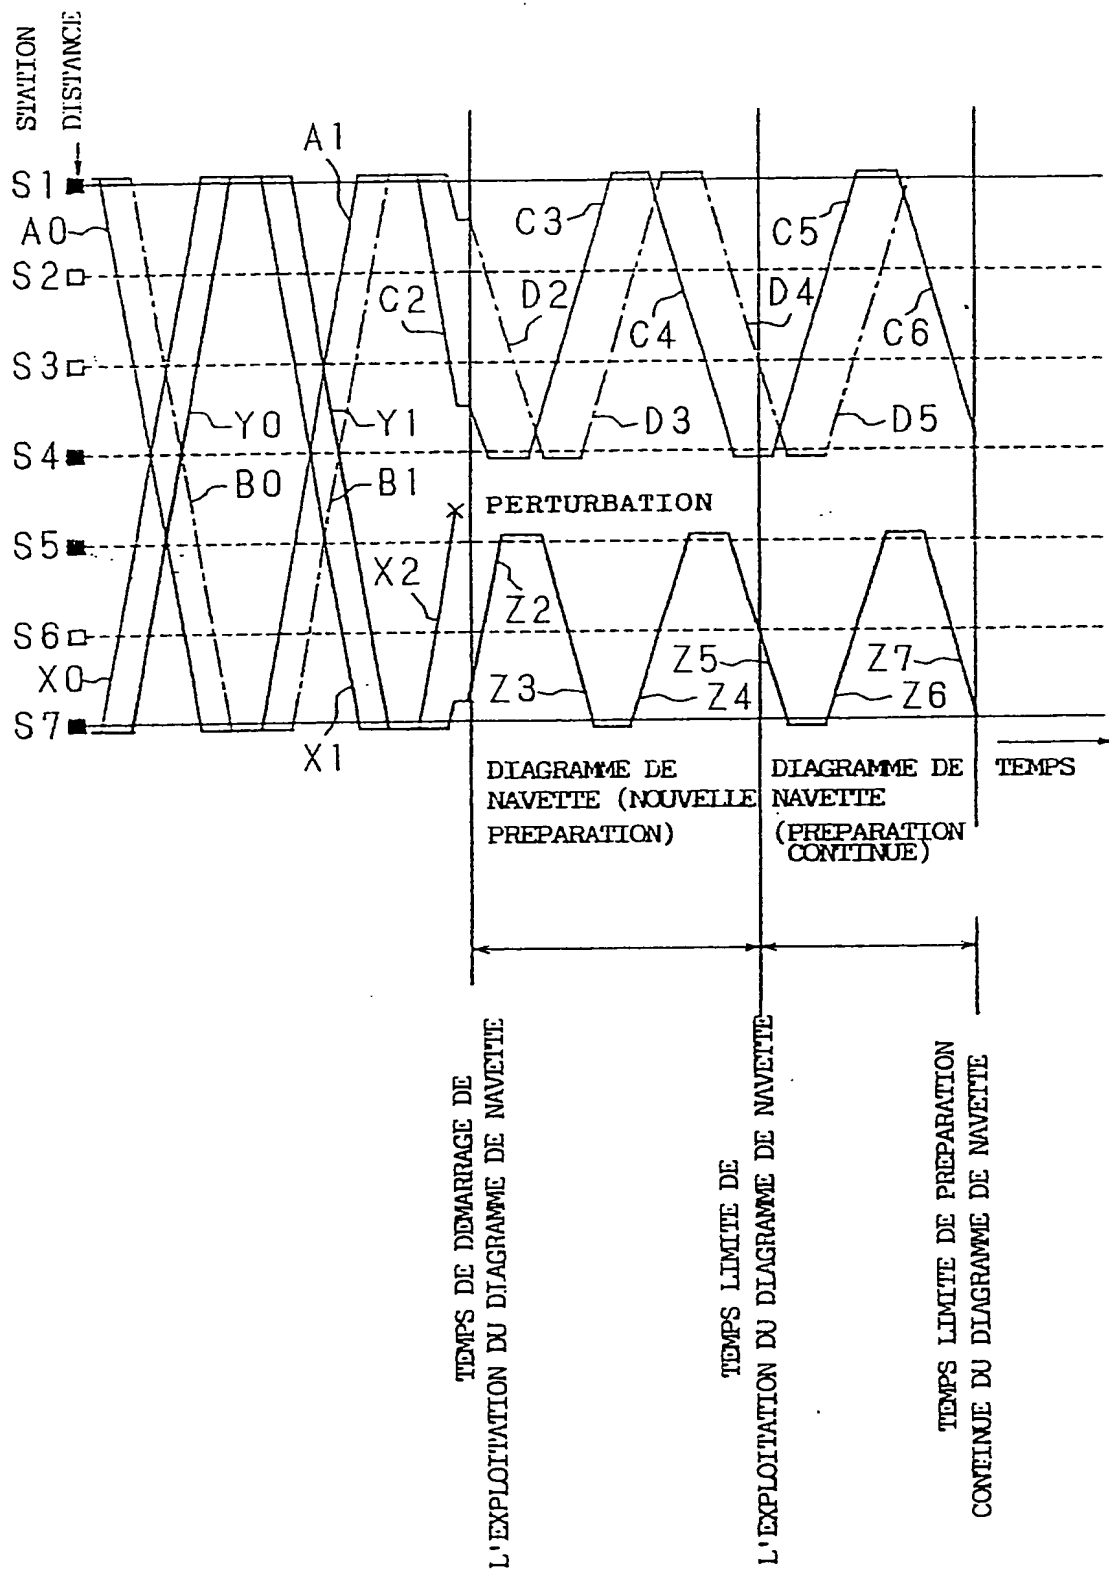 STATION
DISTANCE
S1
A0
S2
S3
S4
S5
S6
X0
S7
A1
C2
Y0
Y1
B0
B1
X2
X1
C3
D2
C4
D3
D4
C5
C6
D5
PERTURBATION
Z2
Z3
Z4
Z5
Z6
Z7
TEMPS
DIAGRAMME DE
NAVETTE (NOUVELLE
PREPARATION)
DIAGRAMME DE
NAVETTE
(PREPARATION
CONTINUE)
TEMPS DE DEMARRAGE DE
L'EXPLOITATION DU DIAGRAMME DE NAVETTE
TEMPS LIMITE DE
L'EXPLOITATION DU DIAGRAMME DE NAVETTE
TEMPS LIMITE DE PREPARATION
CONTINUE DU DIAGRAMME DE NAVETTE